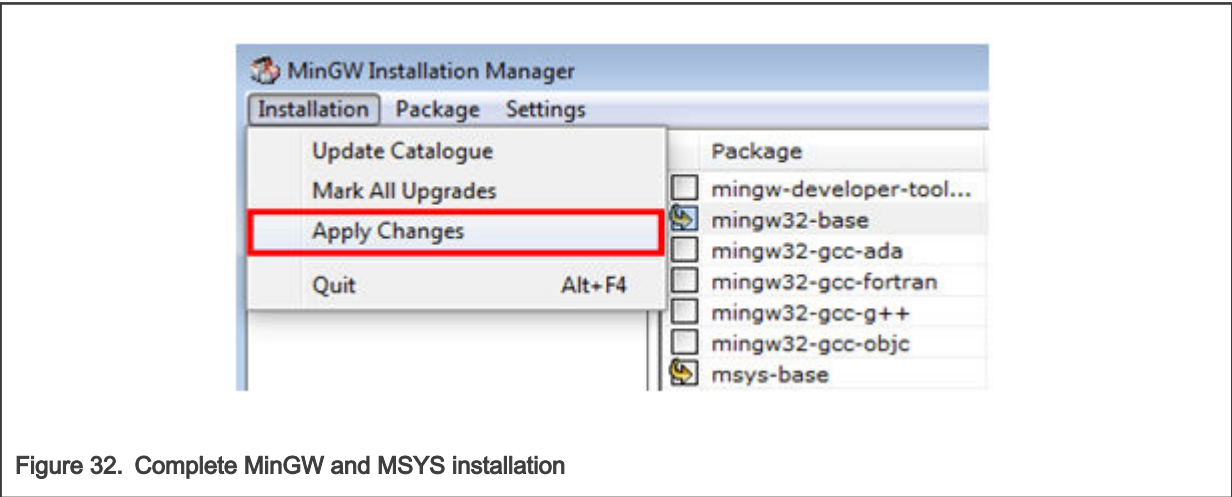 MinGW Installation Manager
Installation Package Settings
Update Catalogue
Mark All Upgrades
Apply Changes
Quit Alt+F4
Package
mingw-developer-tool...
mingw32-base
mingw32-gcc-ada
mingw32-gcc-fortran
mingw32-gcc-g++
mingw32-gcc-objc
msys-base
Figure 32. Complete MinGW and MSYS installation